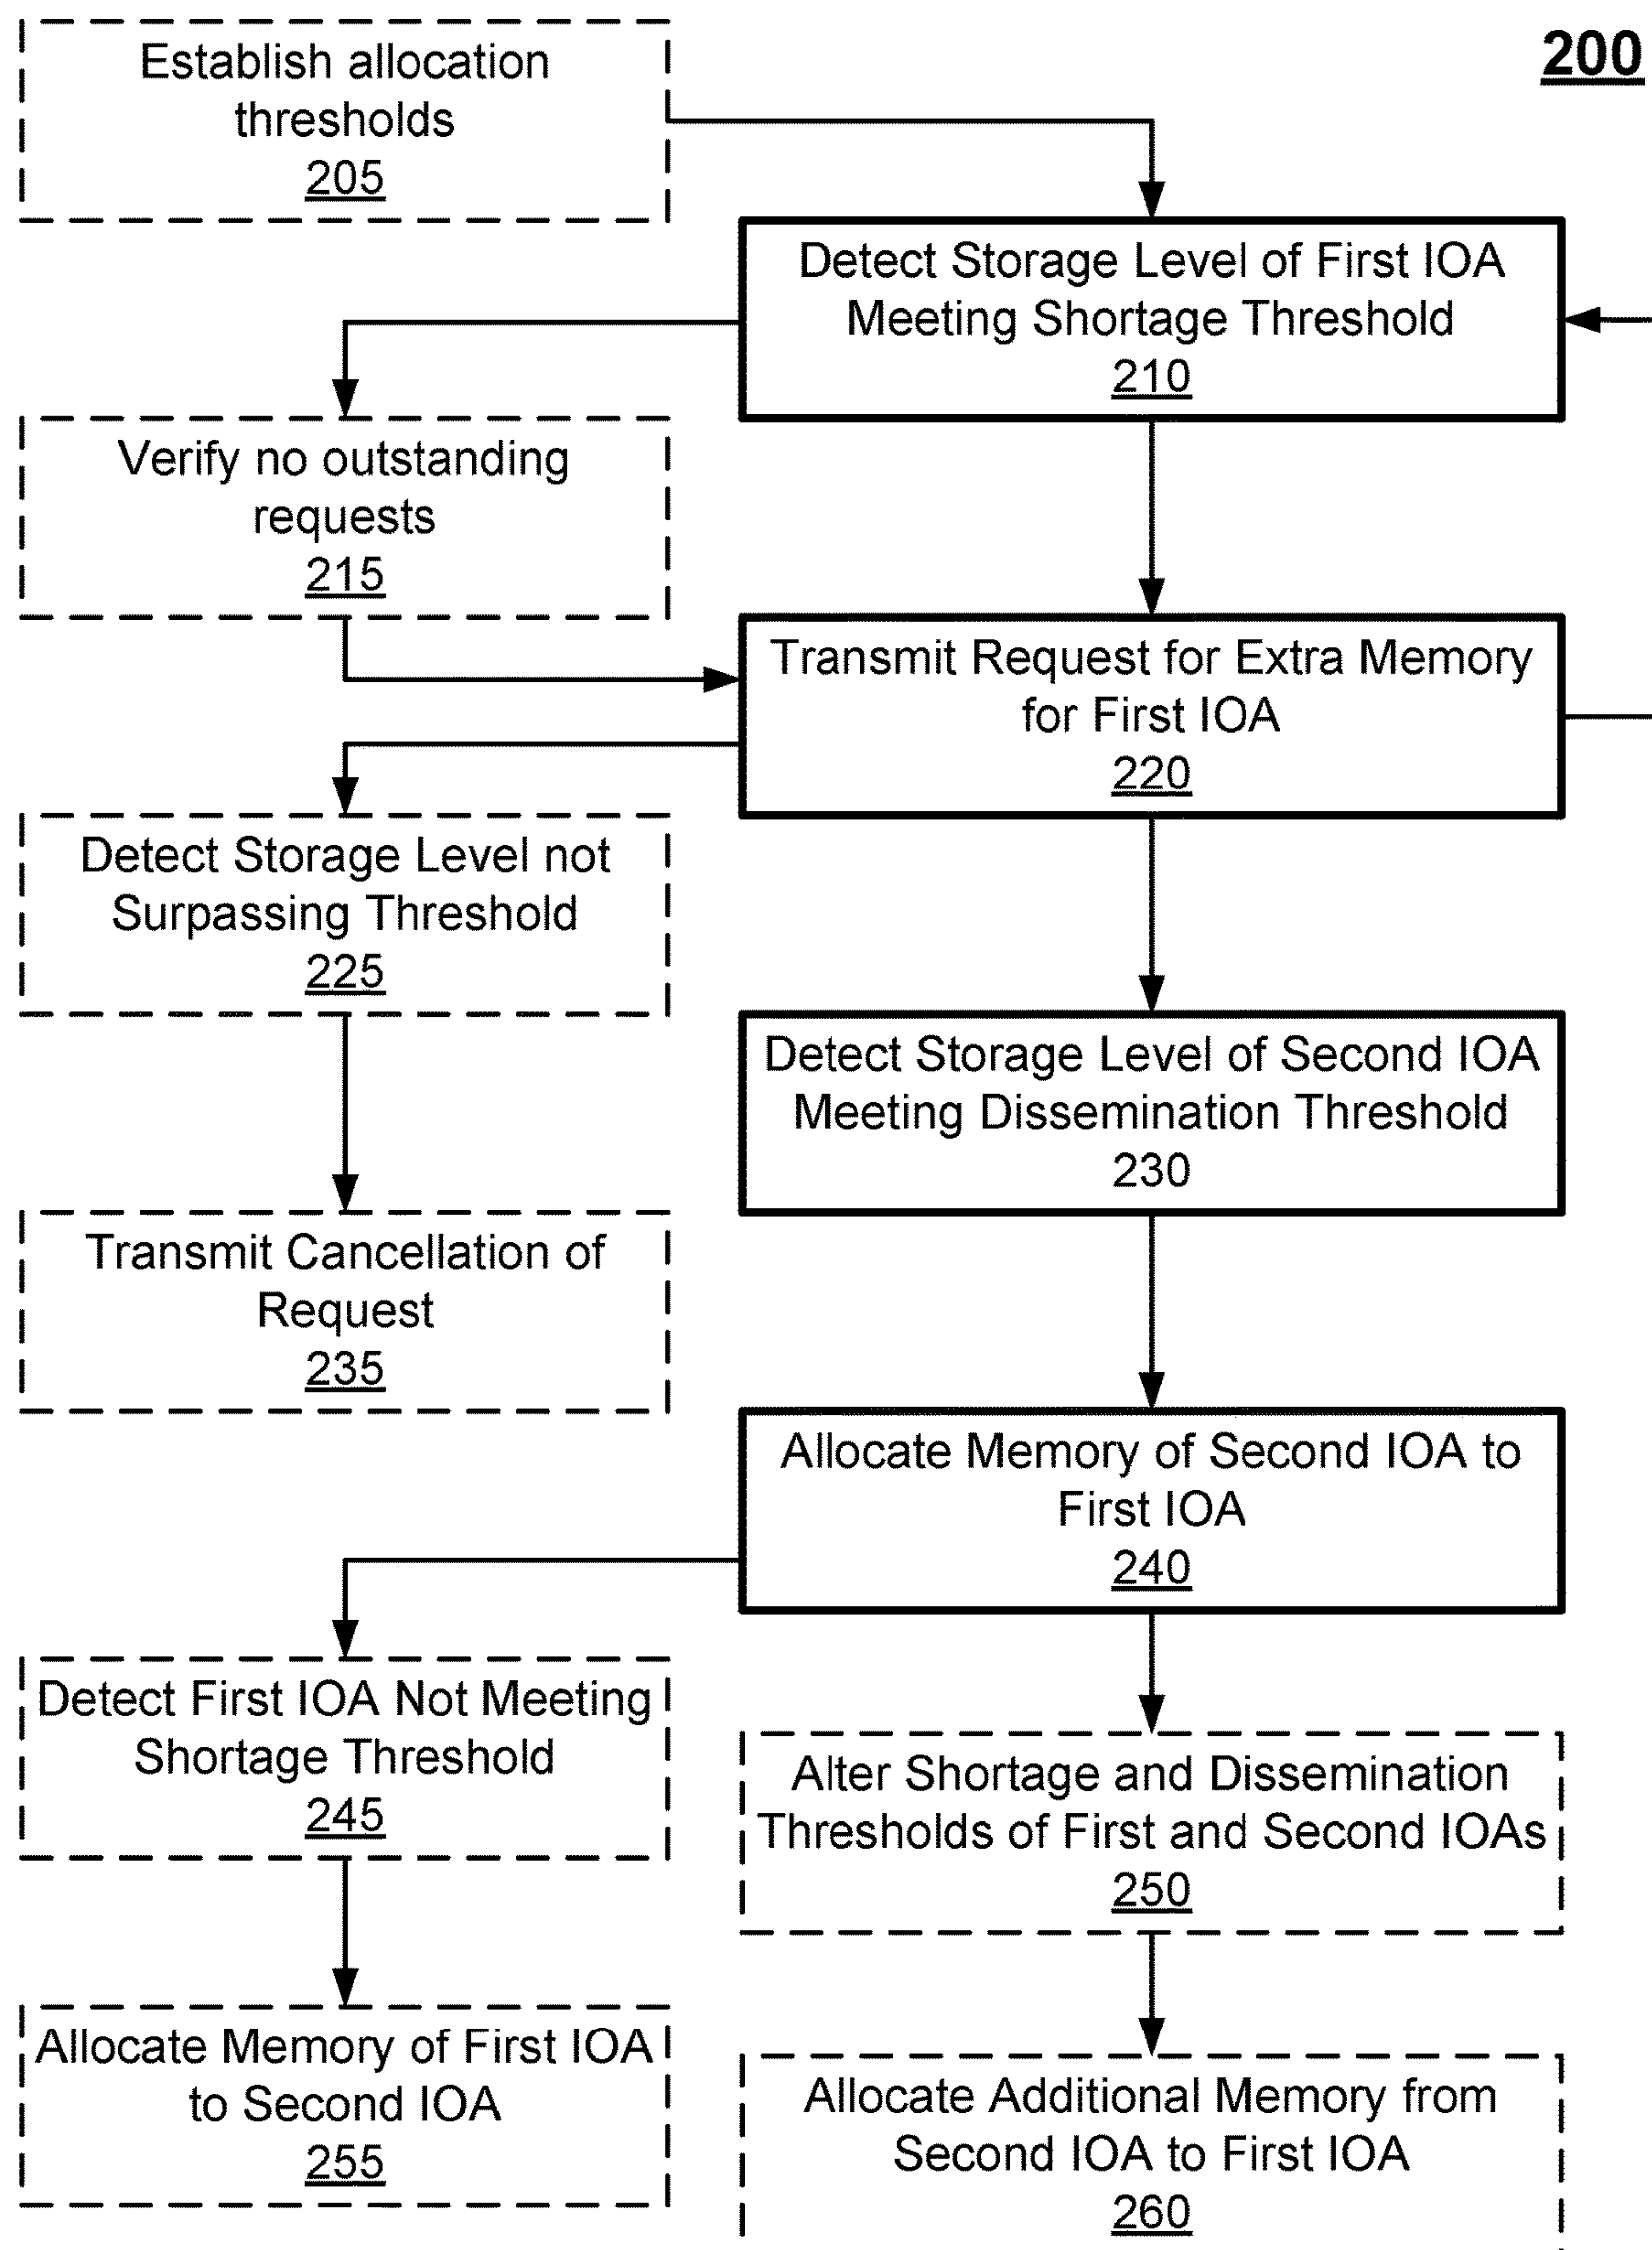 200
Establish allocation
thresholds
205
Detect Storage Level of First IOA
Meeting Shortage Threshold
210
Verify no outstanding
requests
215
Transmit Request for Extra Memory
for First IOA
220
Detect Storage Level not
Surpassing Threshold
225
Detect Storage Level of Second IOA
Meeting Dissemination Threshold
230
Transmit Cancellation of
Request
235
Allocate Memory of Second IOA to
First IOA
240
Detect First IOA Not Meeting
Shortage Threshold
245
Alter Shortage and Dissemination
Thresholds of First and Second IOAs
250
Allocate Memory of First IOA
to Second IOA
255
Allocate Additional Memory from
Second IOA to First IOA
260